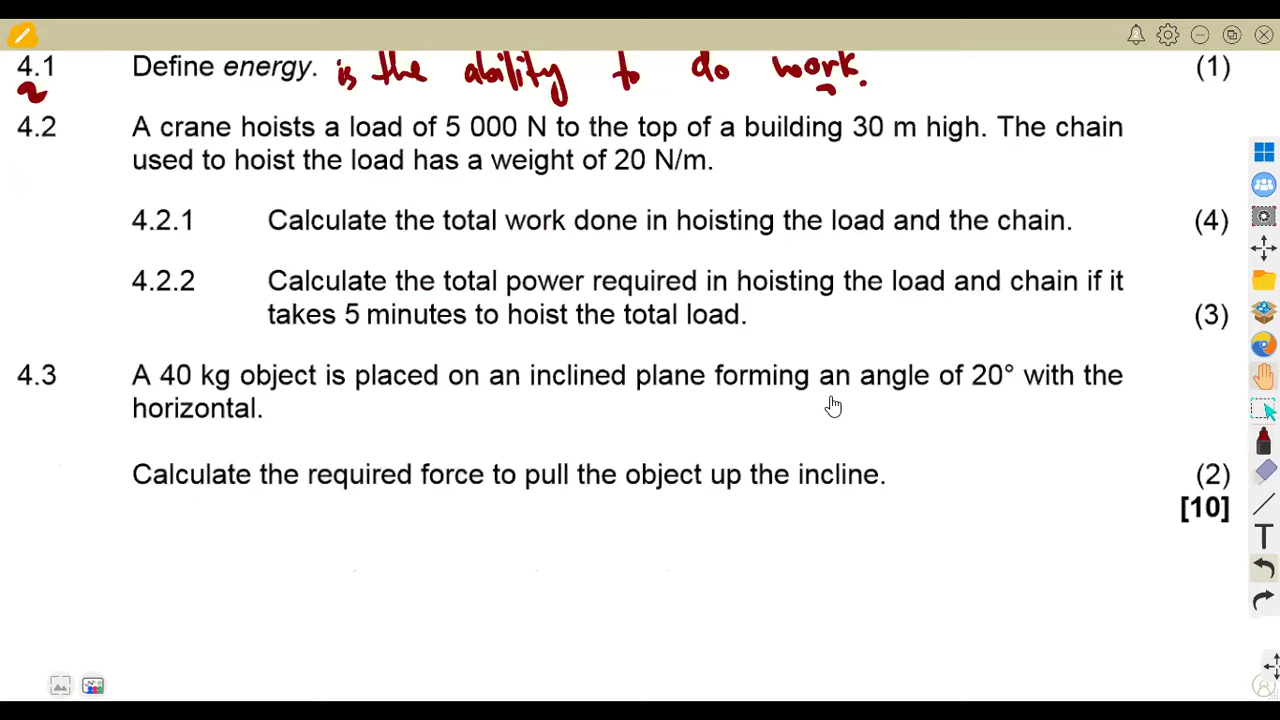 4.1 Define energy. is the ability to do work. (1)
4.2 A crane hoists a load of 5 000 N to the top of a building 30 m high. The chain
used to hoist the load has a weight of 20 N/m.
4.2.1 Calculate the total work done in hoisting the load and the chain. (4)
4.2.2 Calculate the total power required in hoisting the load and chain if it
takes 5 minutes to hoist the total load. (3)
4.3 A 40 kg object is placed on an inclined plane forming an angle of 20° with the
horizontal.
Calculate the required force to pull the object up the incline. (2)
[10]